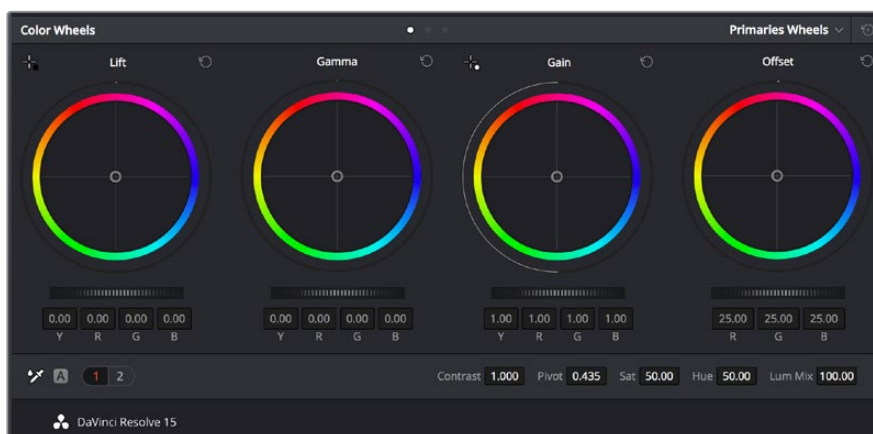 Color Wheels Primaries Wheels
Lift Gamma Gain Offset
0.00 0.00 0.00 0.00 0.00 0.00 0.00 0.00 1.00 1.00 1.00 1.00 25.00 25.00 25.00
Y R G B Y R G B Y R G B R G B
A 1 2 Contrast 1.000 Pivot 0.435 Sat 50.00 Hue 50.00 Lum Mix 100.00
DaVinci Resolve 15